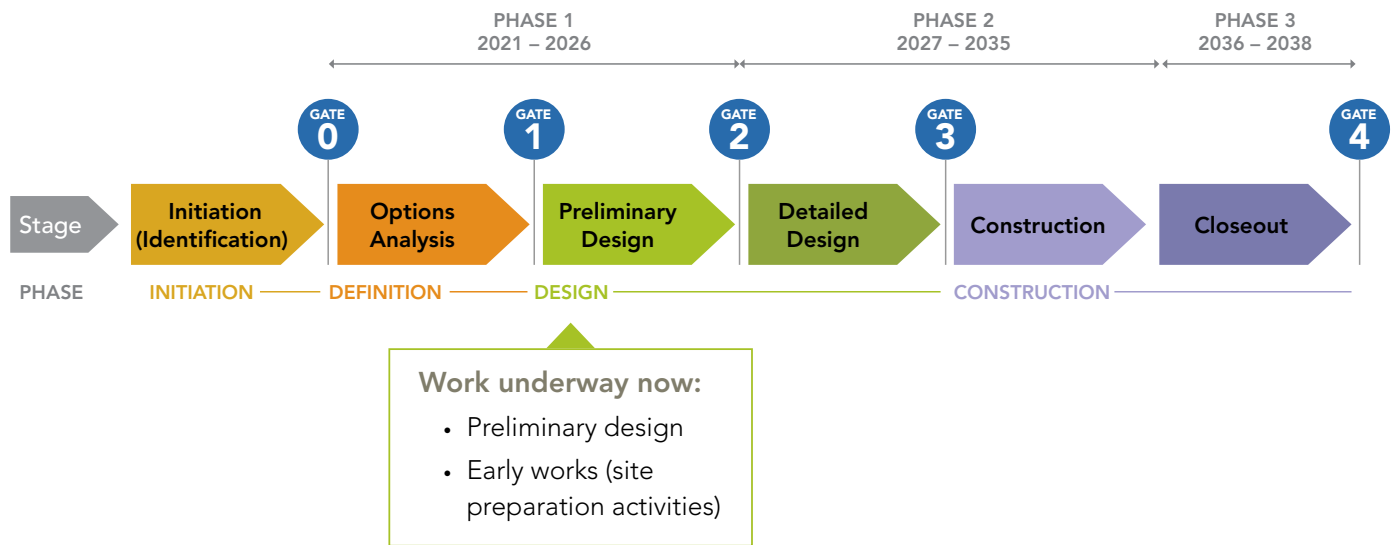 PHASE 1
2021 – 2026
PHASE 2
2027 – 2035
PHASE 3
2036 – 2038
GATE
0
GATE
1
GATE
2
GATE
3
GATE
4
Stage
Initiation
(Identification)
Options
Analysis
Preliminary
Design
Detailed
Design
Construction
Closeout
PHASE
INITIATION
DEFINITION
DESIGN
CONSTRUCTION
Work underway now:
• Preliminary design
• Early works (site
preparation activities)